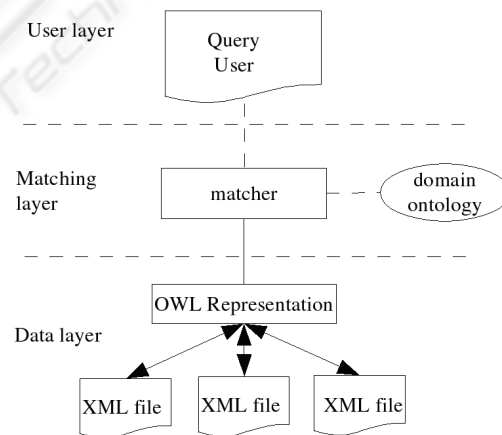 User layer
Query
User
Matching
layer
matcher
domain
ontology
OWL Representation
Data layer
XML file
XML file
XML file
Techn